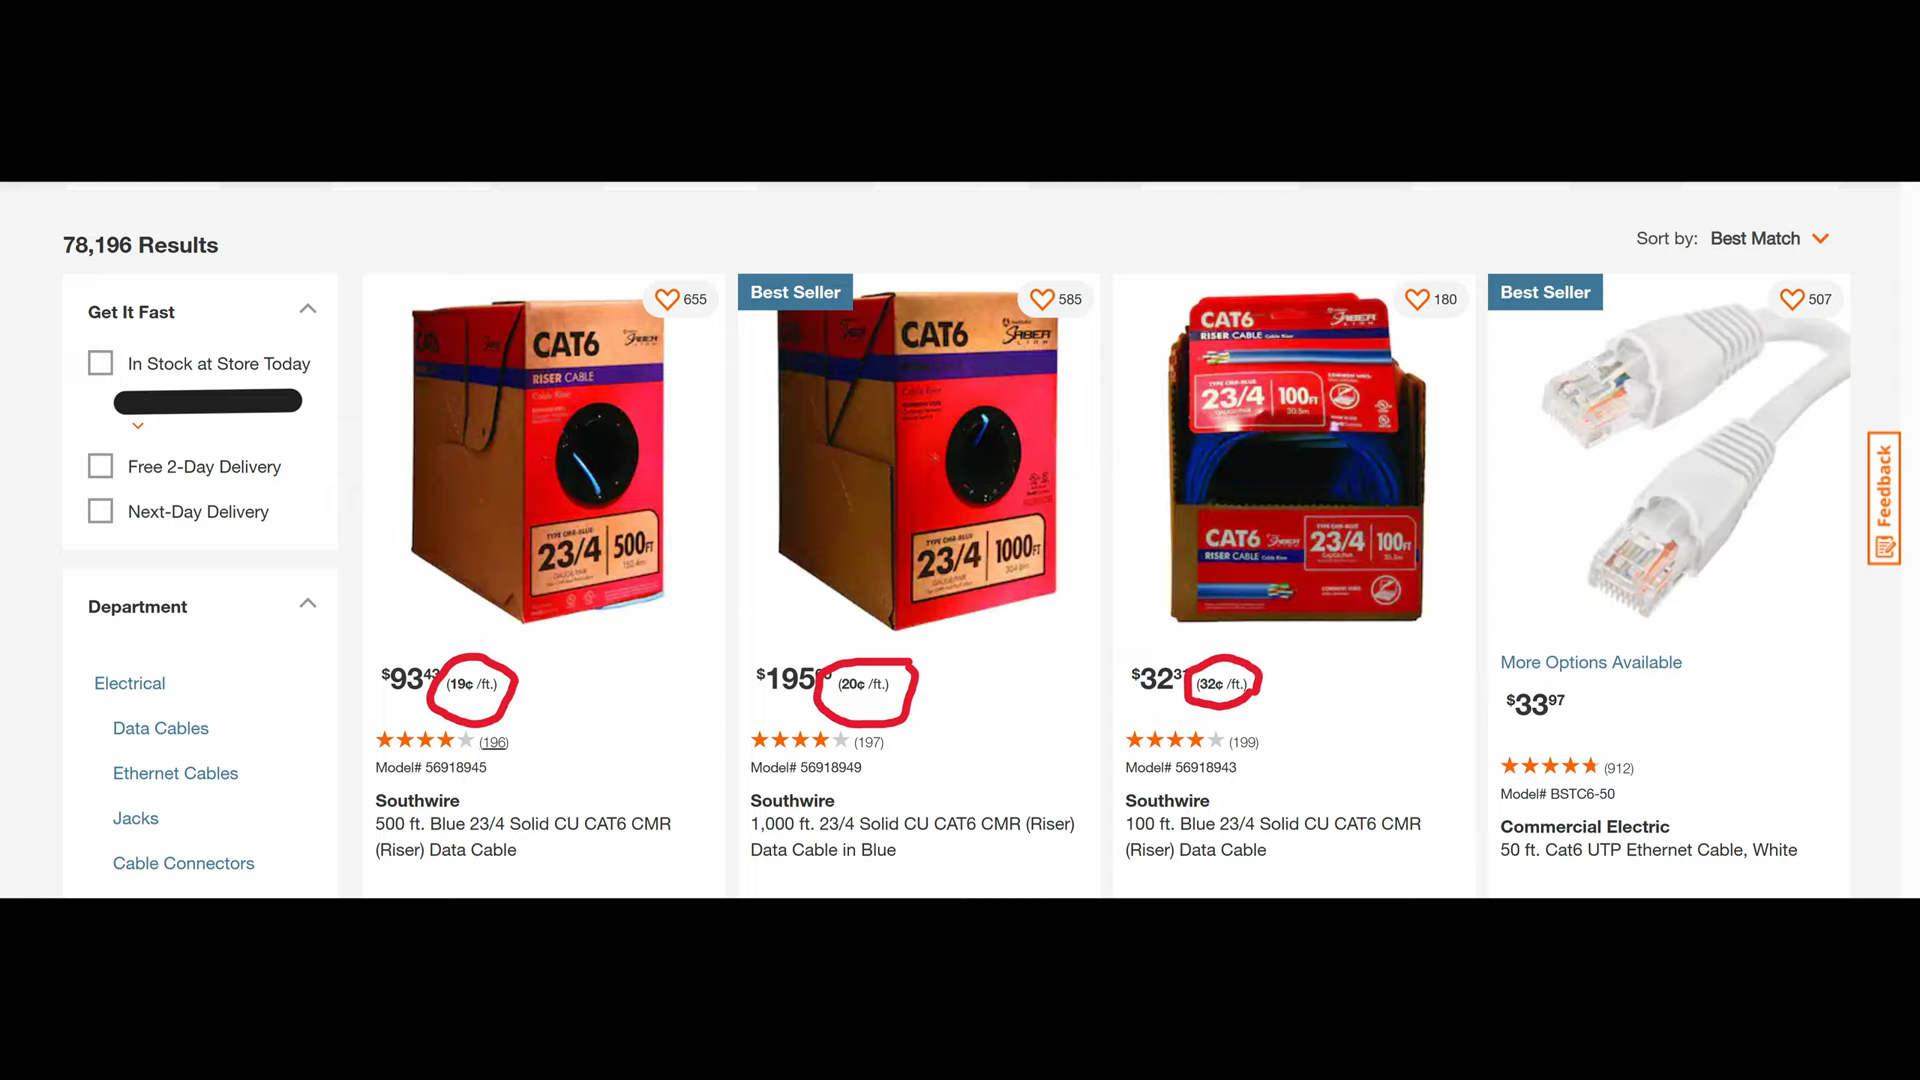 78,196 Results
Sort by: Best Match
Get It Fast
In Stock at Store Today
Free 2-Day Delivery
Next-Day Delivery
Department
Electrical
Data Cables
Ethernet Cables
Jacks
Cable Connectors
655
CAT6
RISER CABLE
23/4
500FT
$93 (19¢ /ft.)
(196)
Model# 56918945
Southwire
500 ft. Blue 23/4 Solid CU CAT6 CMR
(Riser) Data Cable
Best Seller
585
CAT6
SABER
23/4
1000FT
$195 (20¢ /ft.)
(197)
Model# 56918949
Southwire
1,000 ft. 23/4 Solid CU CAT6 CMR (Riser)
Data Cable in Blue
180
CAT6
RISER CABLE
TYPE CMR-BLUE
23/4
100FT
CAT6
RISER CABLE
23/4
100FT
$32 (32¢ /ft.)
(199)
Model# 56918943
Southwire
100 ft. Blue 23/4 Solid CU CAT6 CMR
(Riser) Data Cable
Best Seller
507
More Options Available
$33 97
(912)
Model# BSTC6-50
Commercial Electric
50 ft. Cat6 UTP Ethernet Cable, White
Feedback